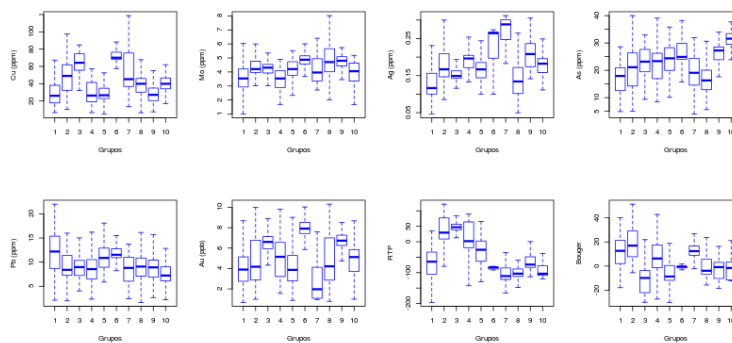 Cu (ppm)
20 40 60 80 100 120
1 2 3 4 5 6 7 8 9 10
Grupos
Mo (ppm)
1 2 3 4 5 6 7 8
1 2 3 4 5 6 7 8 9 10
Grupos
Ag (ppm)
0.05 0.15 0.25
1 2 3 4 5 6 7 8 9 10
Grupos
As (ppm)
10 20 30 40
1 2 3 4 5 6 7 8 9 10
Grupos
Pb (ppm)
5 10 15 20
1 2 3 4 5 6 7 8 9 10
Grupos
Au (ppb)
2 4 6 8 10
1 2 3 4 5 6 7 8 9 10
Grupos
RTP
-200 -100 0 50
1 2 3 4 5 6 7 8 9 10
Grupos
Bouger
-20 0 20 40
1 2 3 4 5 6 7 8 9 10
Grupos